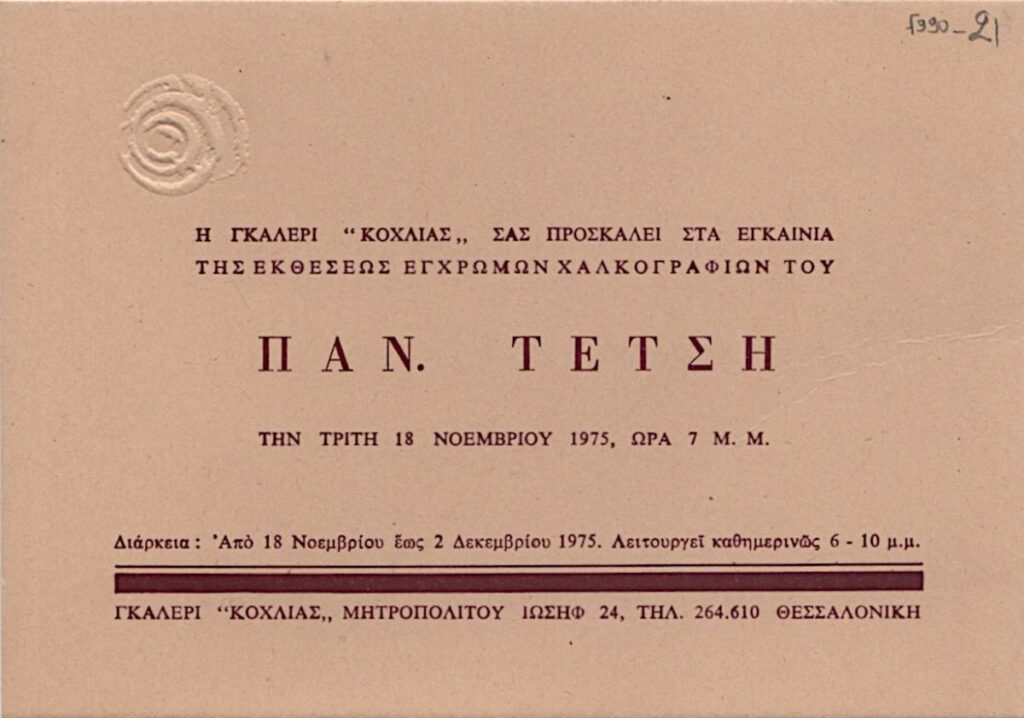 Γ990-21
Η ΓΚΑΛΕΡΙ “ΚΟΧΛΙΑΣ„ ΣΑΣ ΠΡΟΣΚΑΛΕΙ ΣΤΑ ΕΓΚΑΙΝΙΑ
ΤΗΣ ΕΚΘΕΣΕΩΣ ΕΓΧΡΩΜΩΝ ΧΑΛΚΟΓΡΑΦΙΩΝ ΤΟΥ
ΠΑΝ. ΤΕΤΣΗ
ΤΗΝ ΤΡΙΤΗ 18 ΝΟΕΜΒΡΙΟΥ 1975, ΩΡΑ 7 Μ. Μ.
Διάρκεια : Ἀπὸ 18 Νοεμβρίου ἕως 2 Δεκεμβρίου 1975. Λειτουργεῖ καθημερινῶς 6 - 10 μ.μ.
ΓΚΑΛΕΡΙ “ΚΟΧΛΙΑΣ„ ΜΗΤΡΟΠΟΛΙΤΟΥ ΙΩΣΗΦ 24, ΤΗΛ. 264.610 ΘΕΣΣΑΛΟΝΙΚΗ